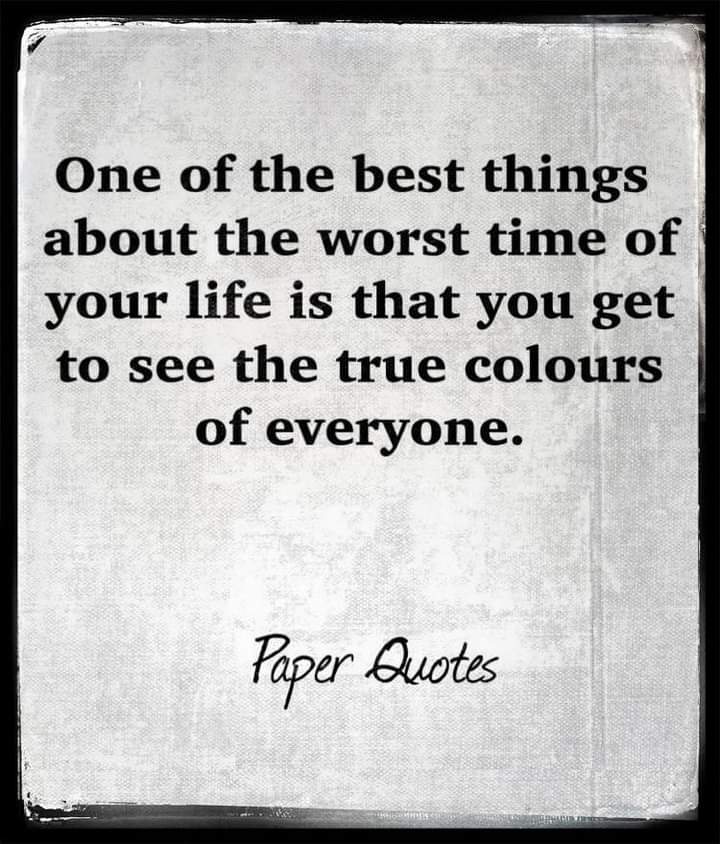 One of the best things
about the worst time of
your life is that you get
to see the true colours
of everyone.
Paper Quotes